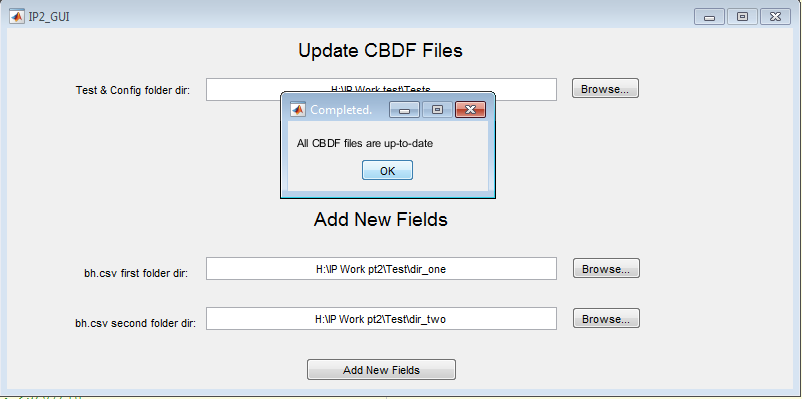 IP2_GUI
Update CBDF Files
Test & Config folder dir:
H:\IP Work test\Tests
Browse...
Completed.
All CBDF files are up-to-date
OK
Add New Fields
bh.csv first folder dir:
H:\IP Work pt2\Test\dir_one
Browse...
bh.csv second folder dir:
H:\IP Work pt2\Test\dir_two
Browse...
Add New Fields